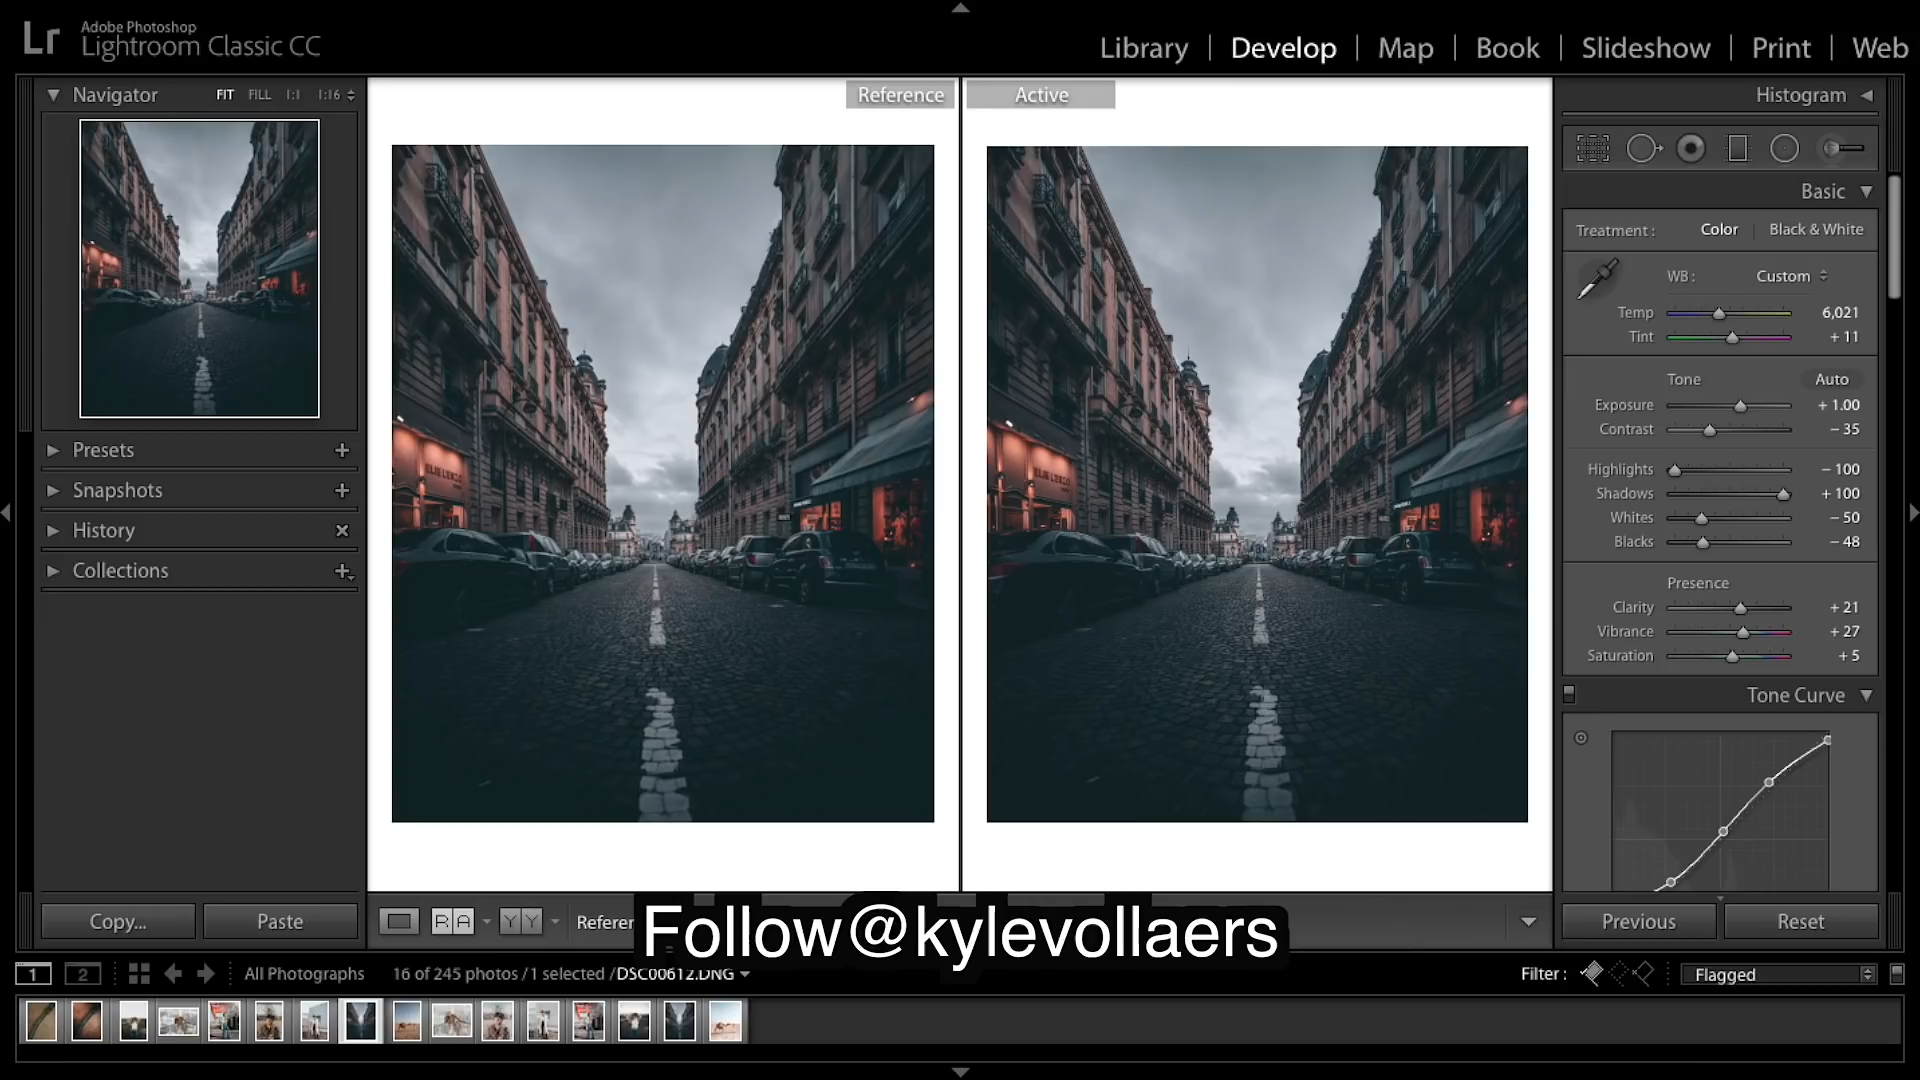 Lr Adobe Photoshop
Lightroom Classic CC
Library | Develop | Map | Book | Slideshow | Print | Web
Navigator FIT FILL 1:1 1:16
Reference
Active
Histogram
Basic
Treatment : Color Black & White
WB : Custom
Temp 6,021
Tint + 11
Tone Auto
Exposure + 1.00
Contrast − 35
Highlights − 100
Shadows + 100
Whites − 50
Blacks − 48
Presence
Clarity + 21
Vibrance + 27
Saturation + 5
Tone Curve
Presets
Snapshots
History
Collections
Copy... Paste
R A Y Y
Follow@kylevollaers
Previous Reset
1 2 All Photographs 16 of 245 photos /1 selected /DSC00612.DNG
Filter : Flagged